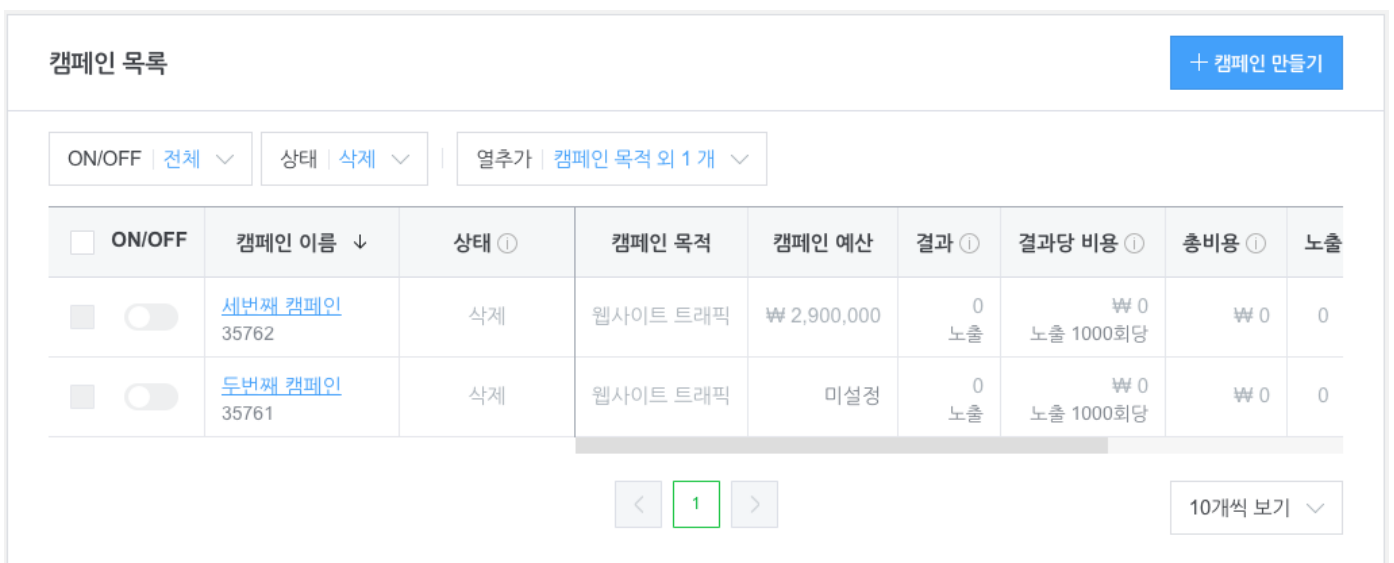 캠페인 목록
+ 캠페인 만들기
ON/OFF 전체
상태 삭제
열추가 캠페인 목적 외 1 개
ON/OFF 캠페인 이름 ↓ 상태 캠페인 목적 캠페인 예산 결과 결과당 비용 총비용 노출
세번째 캠페인 삭제 웹사이트 트래픽 ₩ 2,900,000 0 ₩ 0 ₩ 0 0
35762 노출 노출 1000회당
두번째 캠페인 삭제 웹사이트 트래픽 미설정 0 ₩ 0 ₩ 0 0
35761 노출 노출 1000회당
1
10개씩 보기